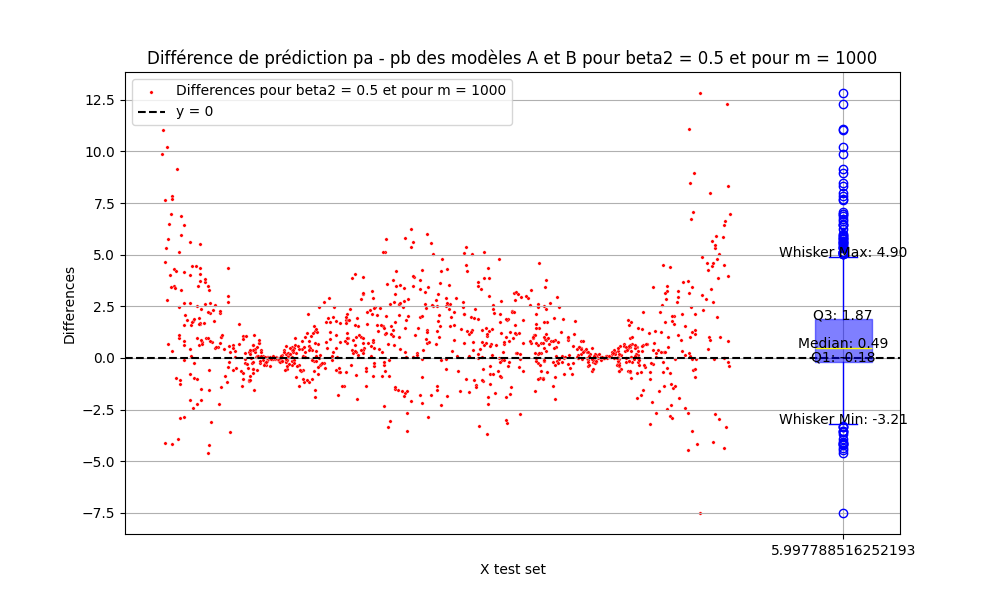 Différence de prédiction pa - pb des modèles A et B pour beta2 = 0.5 et pour m = 1000
Differences pour beta2 = 0.5 et pour m = 1000
y = 0
12.5
10.0
7.5
5.0
2.5
0.0
−2.5
−5.0
−7.5
Differences
Whisker Max: 4.90
Q3: 1.87
Median: 0.49
Q1: -0.18
Whisker Min: -3.21
5.997788516252193
X test set